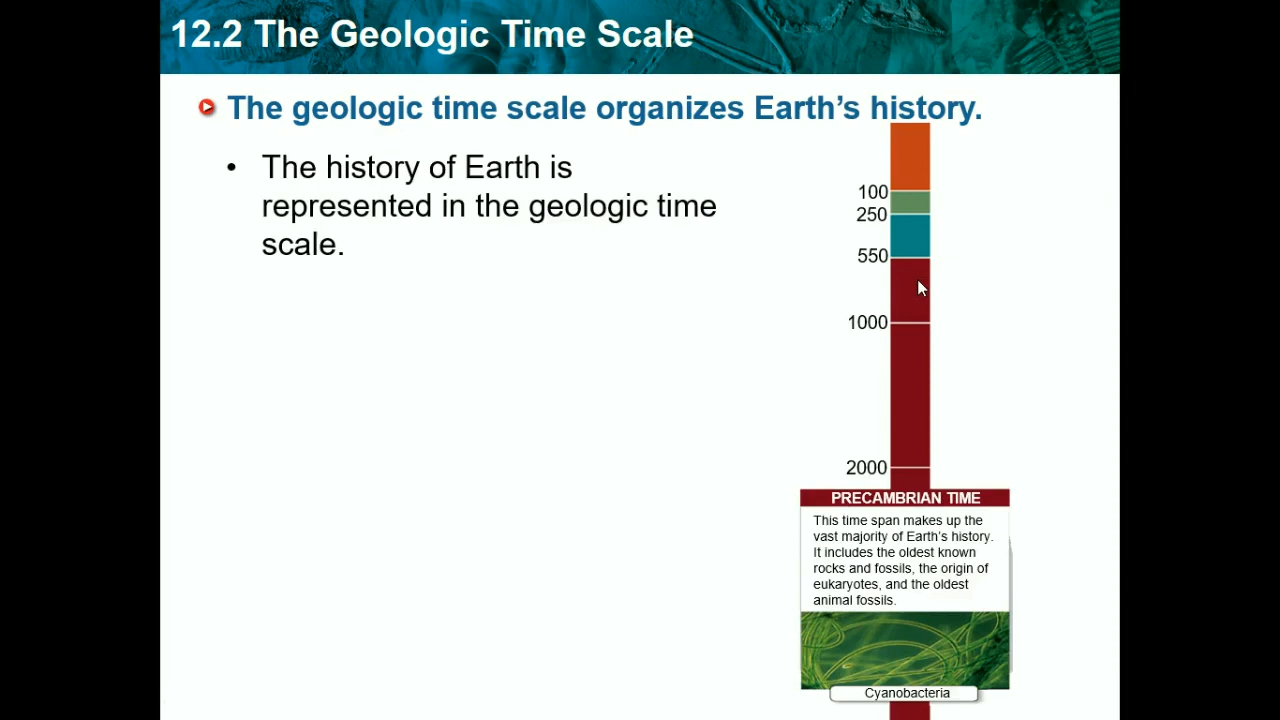 12.2 The Geologic Time Scale
The geologic time scale organizes Earth’s history.
• The history of Earth is
represented in the geologic time
scale.
100
250
550
1000
2000
PRECAMBRIAN TIME
This time span makes up the
vast majority of Earth’s history.
It includes the oldest known
rocks and fossils, the origin of
eukaryotes, and the oldest
animal fossils.
Cyanobacteria